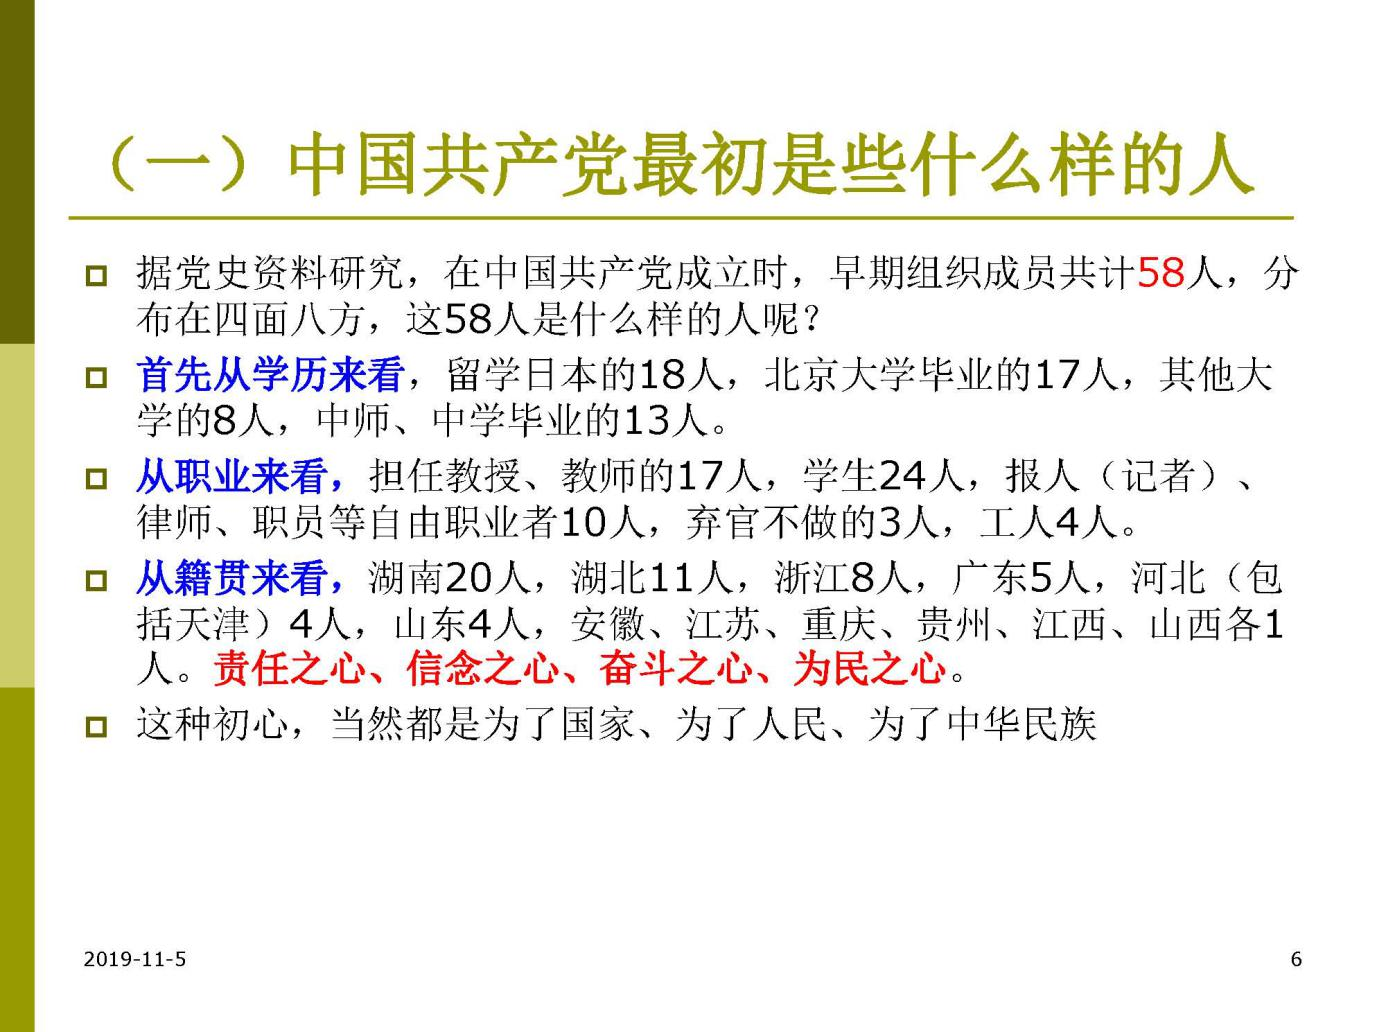 （一）中国共产党最初是些什么样的人
据党史资料研究，在中国共产党成立时，早期组织成员共计58人，分
布在四面八方，这58人是什么样的人呢？
首先从学历来看，留学日本的18人，北京大学毕业的17人，其他大
学的8人，中师、中学毕业的13人。
从职业来看，担任教授、教师的17人，学生24人，报人（记者）、
律师、职员等自由职业者10人，弃官不做的3人，工人4人。
从籍贯来看，湖南20人，湖北11人，浙江8人，广东5人，河北（包
括天津）4人，山东4人，安徽、江苏、重庆、贵州、江西、山西各1
人。责任之心、信念之心、奋斗之心、为民之心。
这种初心，当然都是为了国家、为了人民、为了中华民族
2019-11-5
6